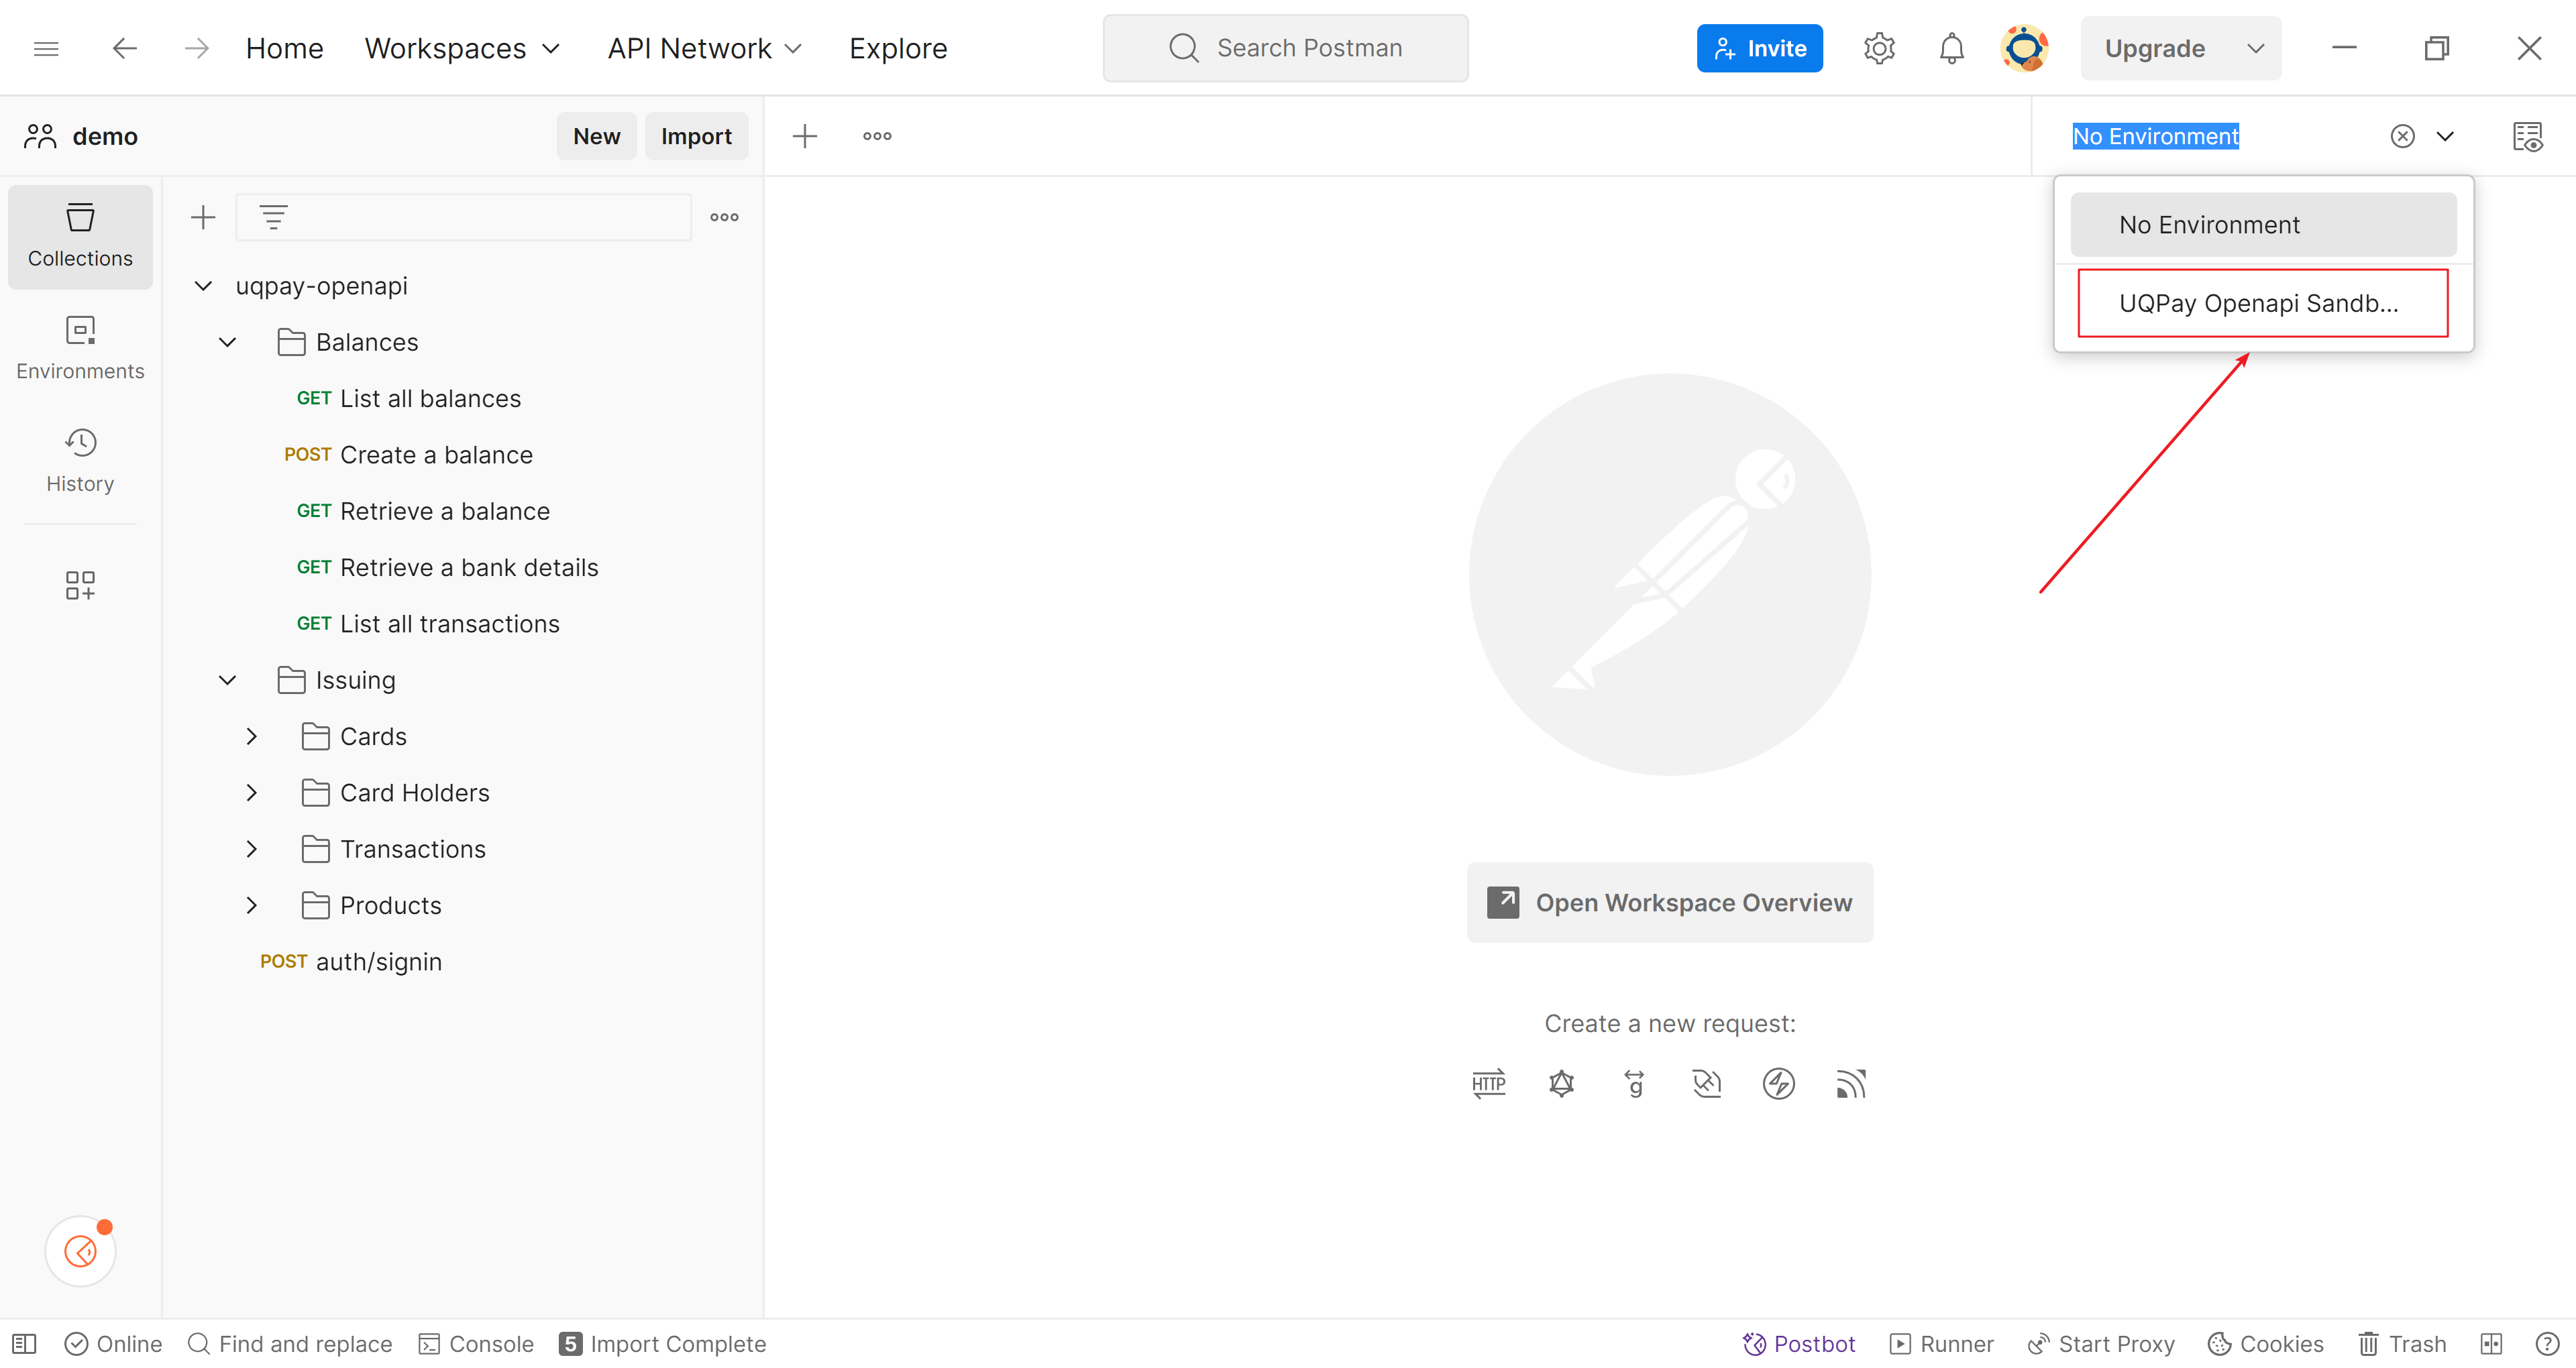 Home Workspaces API Network Explore Search Postman Invite Upgrade
demo New Import No Environment
No Environment
UQPay Openapi Sandb...
Collections
Environments
History
uqpay-openapi
Balances
GET List all balances
POST Create a balance
GET Retrieve a balance
GET Retrieve a bank details
GET List all transactions
Issuing
Cards
Card Holders
Transactions
Products
POST auth/signin
Open Workspace Overview
Create a new request:
HTTP g
Online Find and replace Console 5 Import Complete Postbot Runner Start Proxy Cookies Trash ?